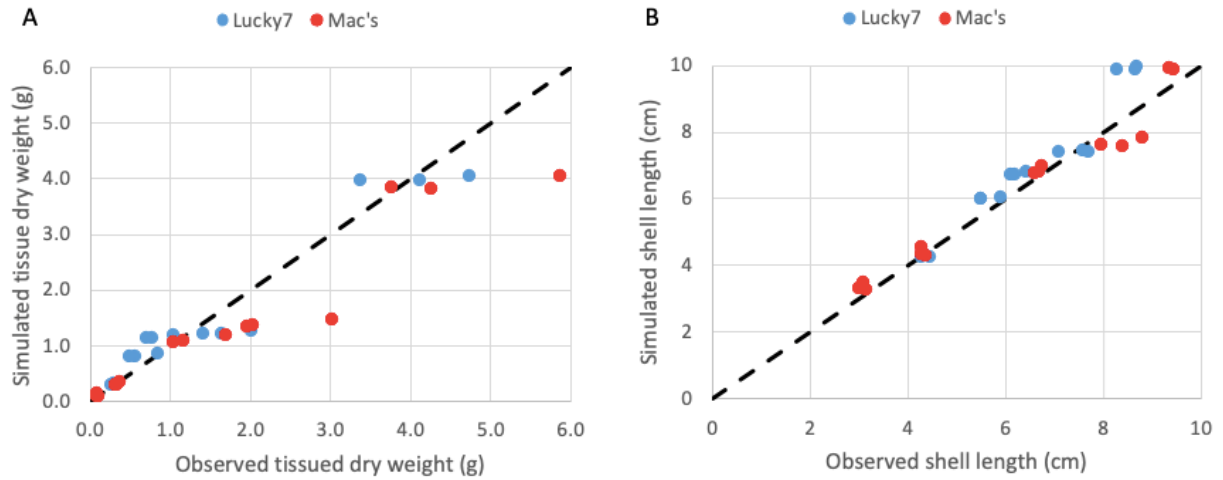 A
Lucky7 Mac's
Simulated tissue dry weight (g)
6.0
5.0
4.0
3.0
2.0
1.0
0.0
0.0 1.0 2.0 3.0 4.0 5.0 6.0
Observed tissued dry weight (g)
B
Lucky7 Mac's
Simulated shell length (cm)
10
8
6
4
2
0
0 2 4 6 8 10
Observed shell length (cm)